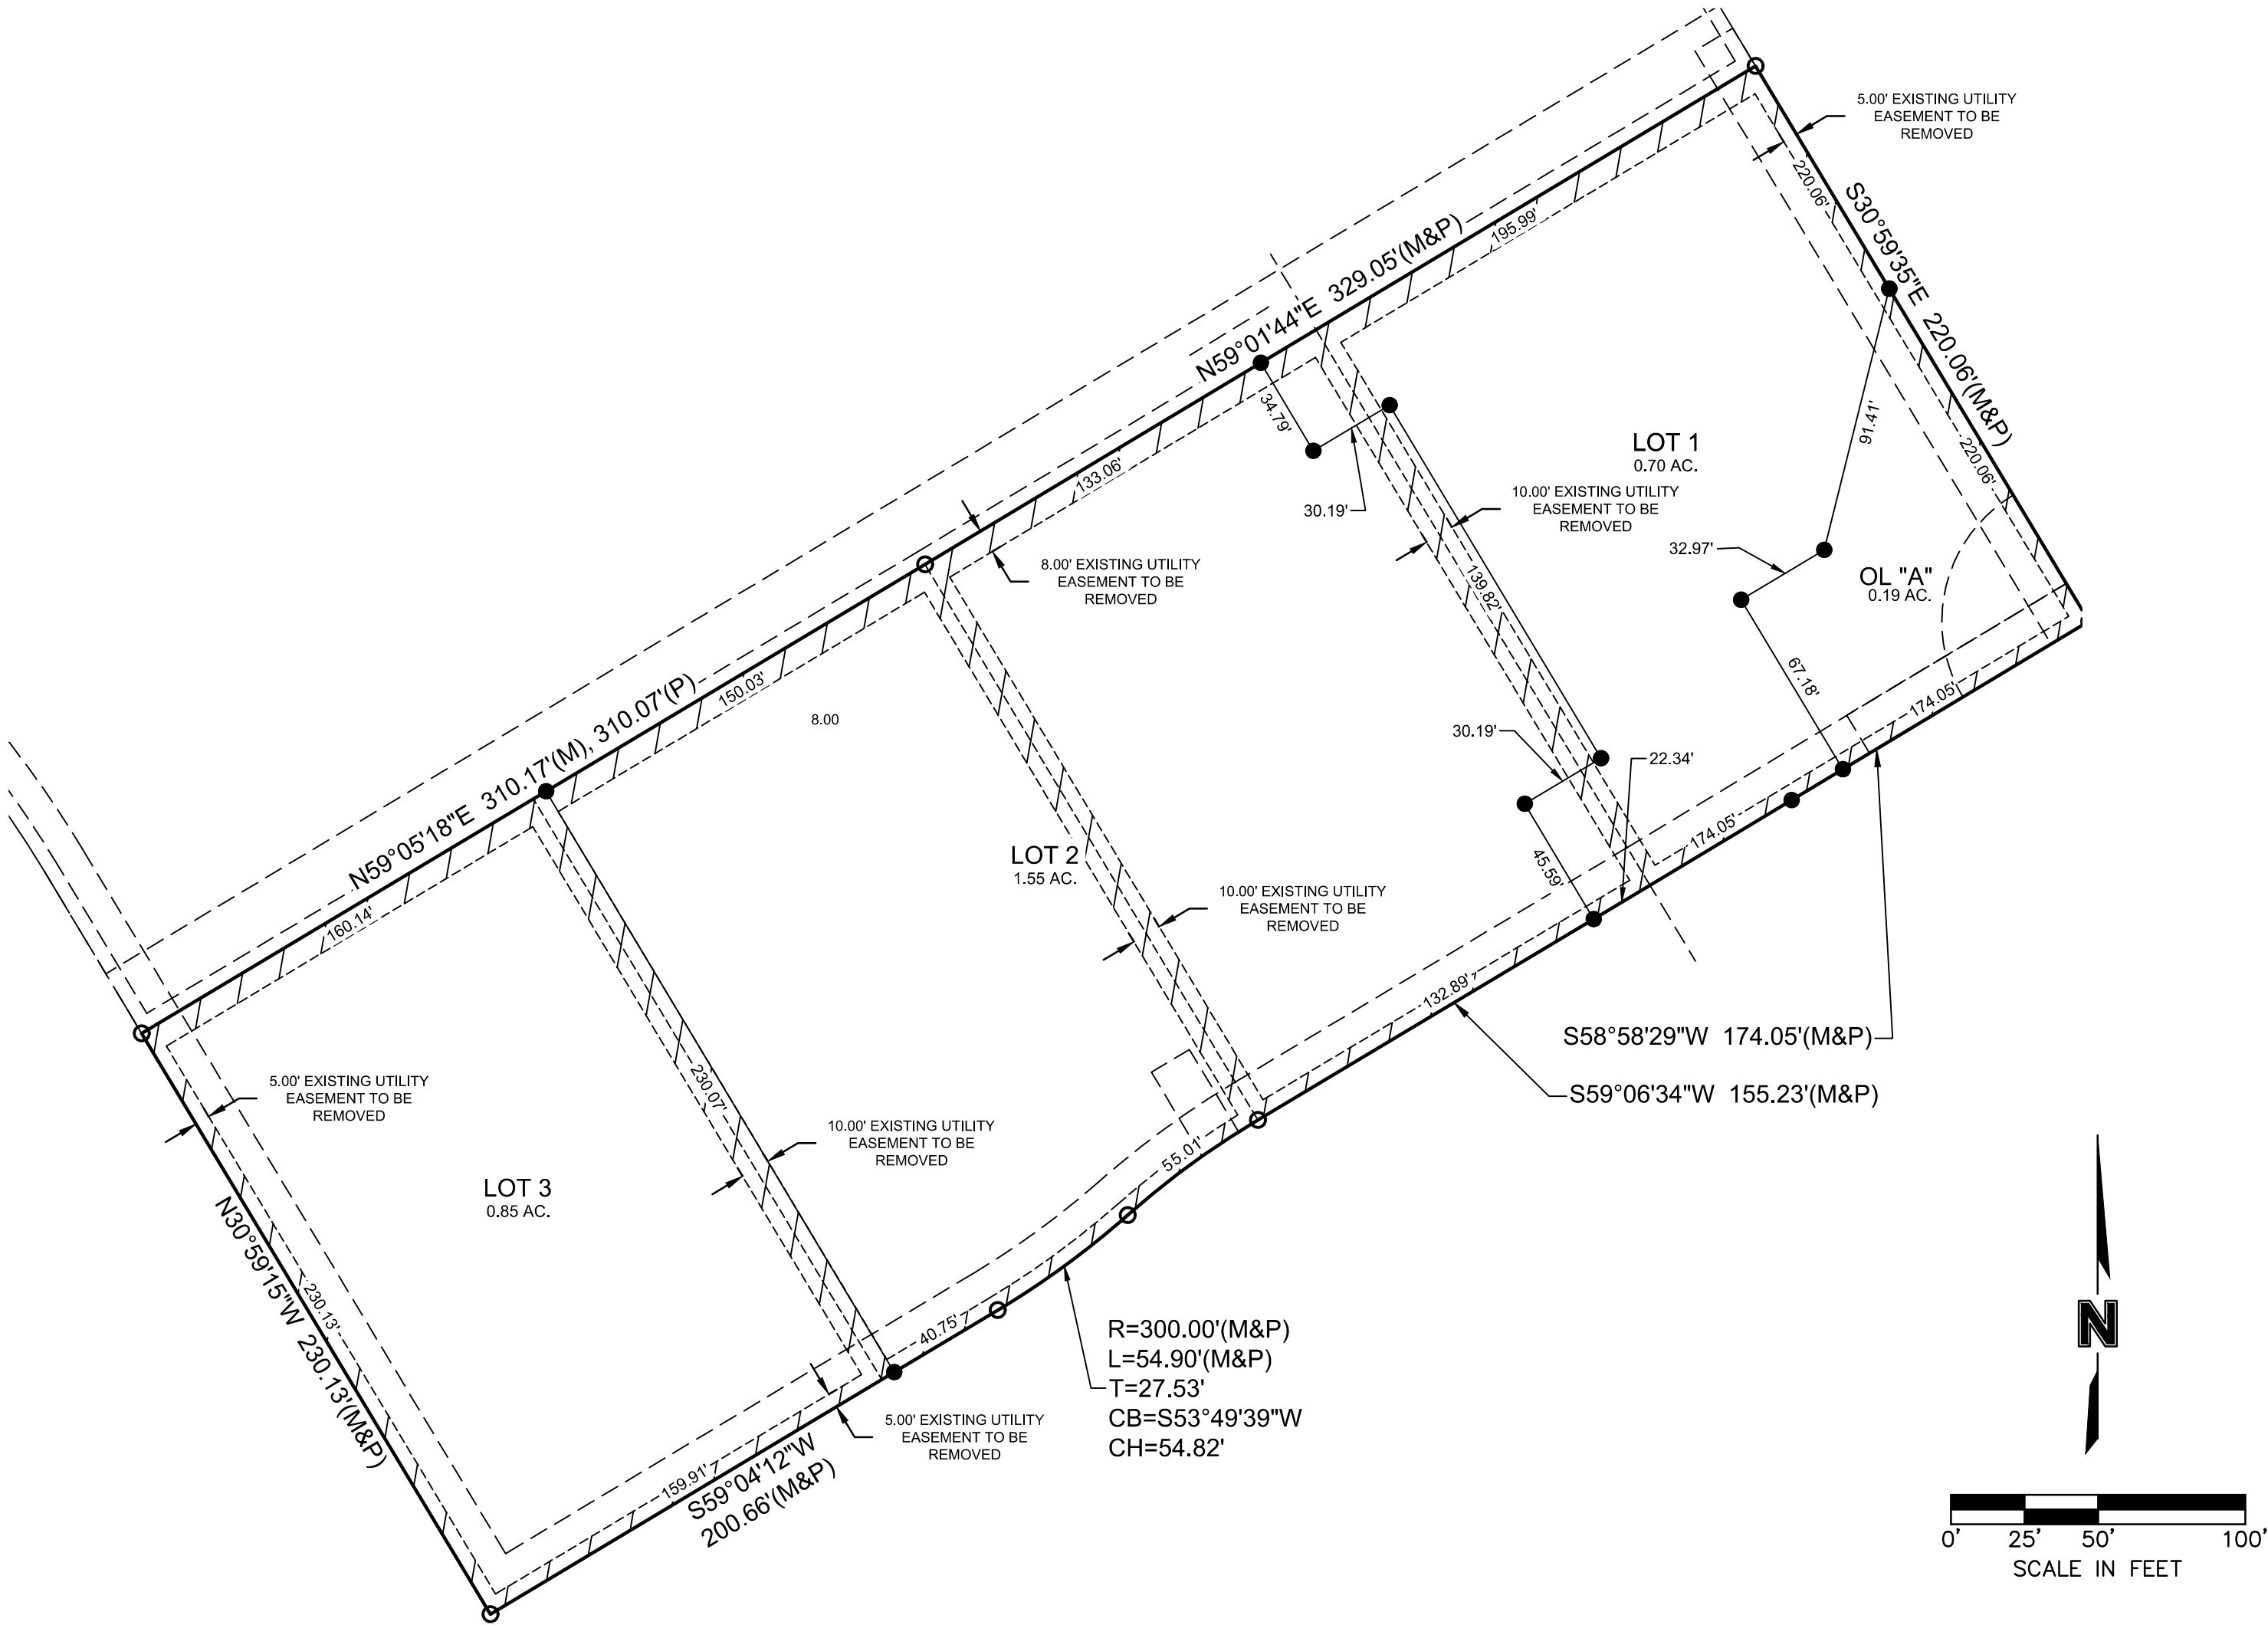 5.00' EXISTING UTILITY
EASEMENT TO BE
REMOVED
220.06'
S30°59'35"E 220.06'(M&P)
195.99'
N59°01'44"E 329.05'(M&P)
34.79'
30.19'
91.41'
LOT 1
0.70 AC.
220.06'
133.06'
10.00' EXISTING UTILITY
EASEMENT TO BE
REMOVED
32.97'
8.00' EXISTING UTILITY
EASEMENT TO BE
REMOVED
OL "A"
0.19 AC.
139.82'
67.18'
174.05'
150.03'
8.00
N59°05'18"E 310.17'(M), 310.07'(P)
30.19'
22.34'
174.05'
LOT 2
1.55 AC.
45.59'
10.00' EXISTING UTILITY
EASEMENT TO BE
REMOVED
160.14'
132.89'
S58°58'29"W 174.05'(M&P)
S59°06'34"W 155.23'(M&P)
5.00' EXISTING UTILITY
EASEMENT TO BE
REMOVED
230.07'
10.00' EXISTING UTILITY
EASEMENT TO BE
REMOVED
55.01'
LOT 3
0.85 AC.
N30°59'15"W 230.13'(M&P)
230.13'
40.75'
R=300.00'(M&P)
L=54.90'(M&P)
T=27.53'
CB=S53°49'39"W
CH=54.82'
5.00' EXISTING UTILITY
EASEMENT TO BE
REMOVED
159.91'
S59°04'12"W
200.66'(M&P)
N
0' 25' 50' 100'
SCALE IN FEET